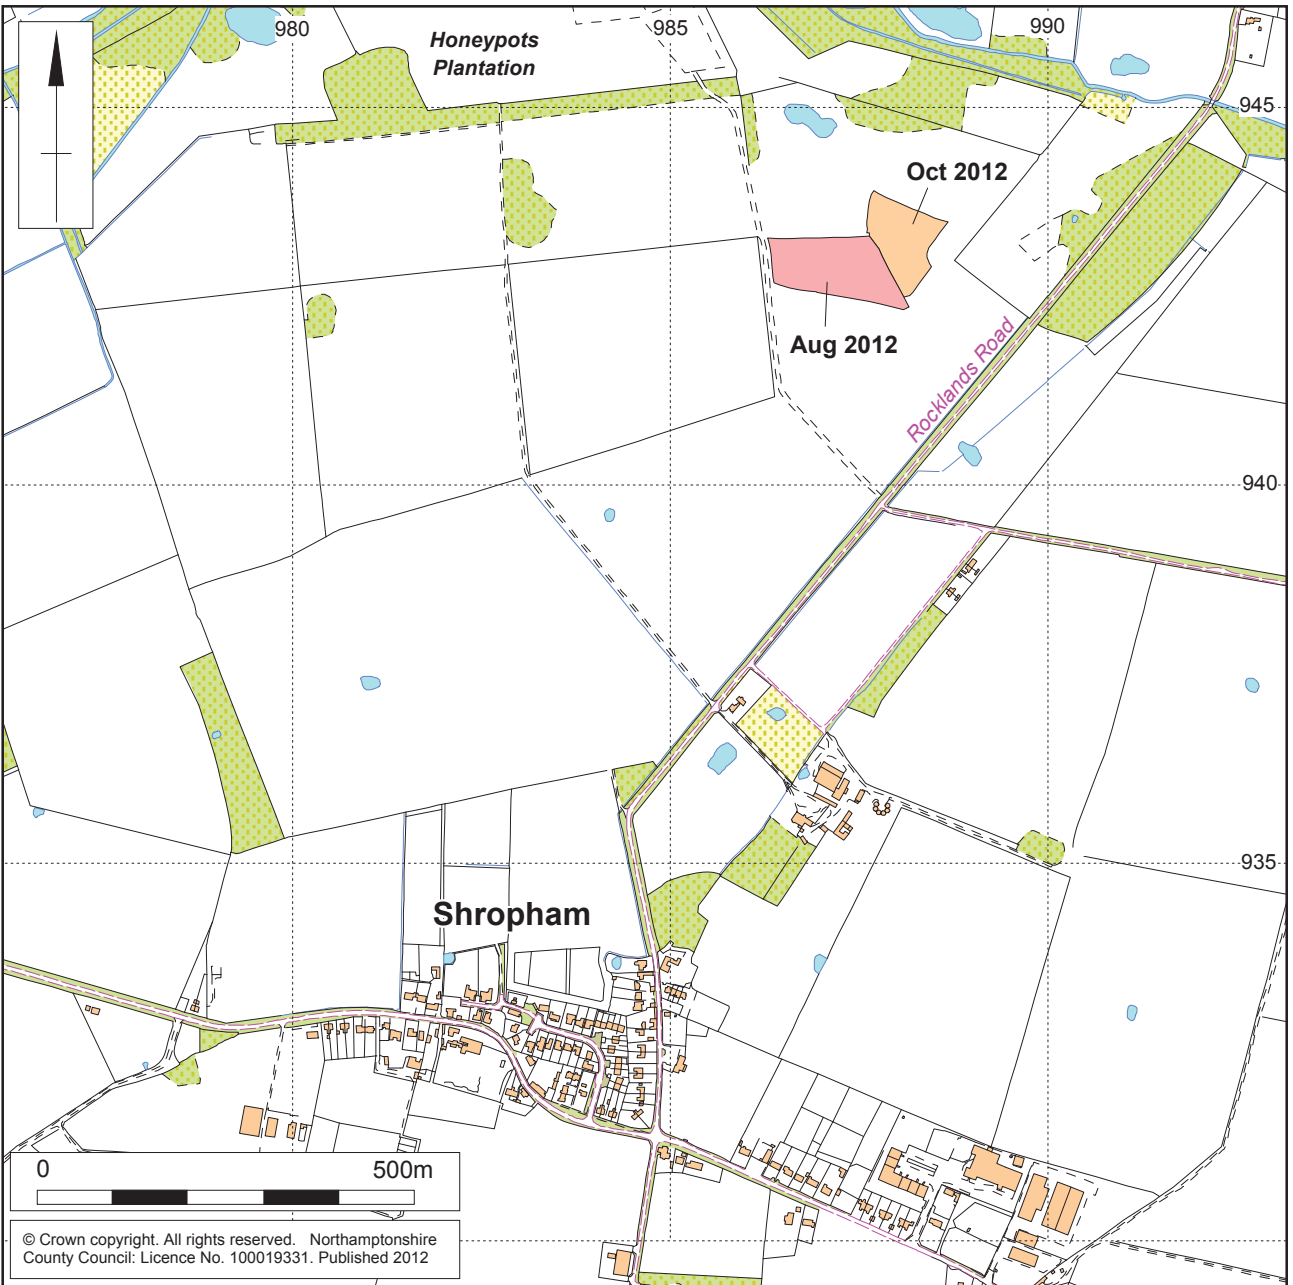 980
985
990
Honeypots
Plantation
945
Oct 2012
Aug 2012
Rocklands Road
940
935
Shropham
0 500m
© Crown copyright. All rights reserved. Northamptonshire
County Council: Licence No. 100019331. Published 2012